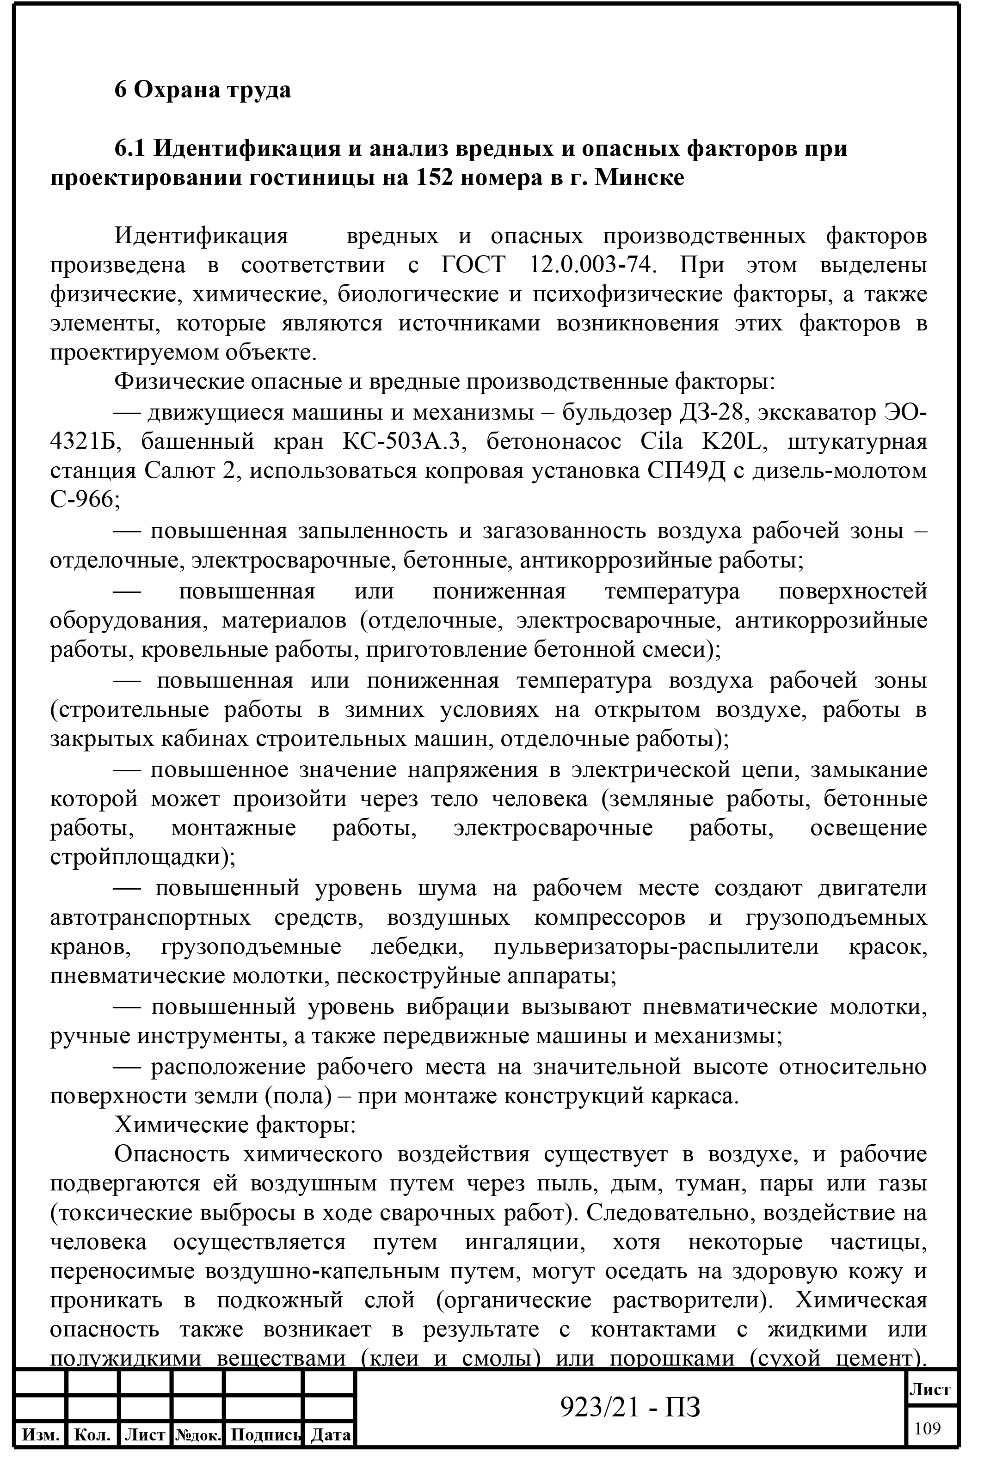 6 Охрана труда
6.1 Идентификация и анализ вредных и опасных факторов при
проектировании гостиницы на 152 номера в г. Минске
Идентификация вредных и опасных производственных факторов
произведена в соответствии с ГОСТ 12.0.003-74. При этом выделены
физические, химические, биологические и психофизические факторы, а также
элементы, которые являются источниками возникновения этих факторов в
проектируемом объекте.
Физические опасные и вредные производственные факторы:
— движущиеся машины и механизмы – бульдозер ДЗ-28, экскаватор ЭО-
4321Б, башенный кран КС-503А.3, бетононасос Cila K20L, штукатурная
станция Салют 2, использоваться копровая установка СП49Д с дизель-молотом
С-966;
— повышенная запыленность и загазованность воздуха рабочей зоны –
отделочные, электросварочные, бетонные, антикоррозийные работы;
— повышенная или пониженная температура поверхностей
оборудования, материалов (отделочные, электросварочные, антикоррозийные
работы, кровельные работы, приготовление бетонной смеси);
— повышенная или пониженная температура воздуха рабочей зоны
(строительные работы в зимних условиях на открытом воздухе, работы в
закрытых кабинах строительных машин, отделочные работы);
— повышенное значение напряжения в электрической цепи, замыкание
которой может произойти через тело человека (земляные работы, бетонные
работы, монтажные работы, электросварочные работы, освещение
стройплощадки);
— повышенный уровень шума на рабочем месте создают двигатели
автотранспортных средств, воздушных компрессоров и грузоподъемных
кранов, грузоподъемные лебедки, пульверизаторы-распылители красок,
пневматические молотки, пескоструйные аппараты;
— повышенный уровень вибрации вызывают пневматические молотки,
ручные инструменты, а также передвижные машины и механизмы;
— расположение рабочего места на значительной высоте относительно
поверхности земли (пола) – при монтаже конструкций каркаса.
Химические факторы:
Опасность химического воздействия существует в воздухе, и рабочие
подвергаются ей воздушным путем через пыль, дым, туман, пары или газы
(токсические выбросы в ходе сварочных работ). Следовательно, воздействие на
человека осуществляется путем ингаляции, хотя некоторые частицы,
переносимые воздушно-капельным путем, могут оседать на здоровую кожу и
проникать в подкожный слой (органические растворители). Химическая
опасность также возникает в результате с контактами с жидкими или
полужидкими веществами (клеи и смолы) или порошками (сухой цемент).
Изм. Кол. Лист №док. Подпись Дата
923/21 - ПЗ
Лист
109